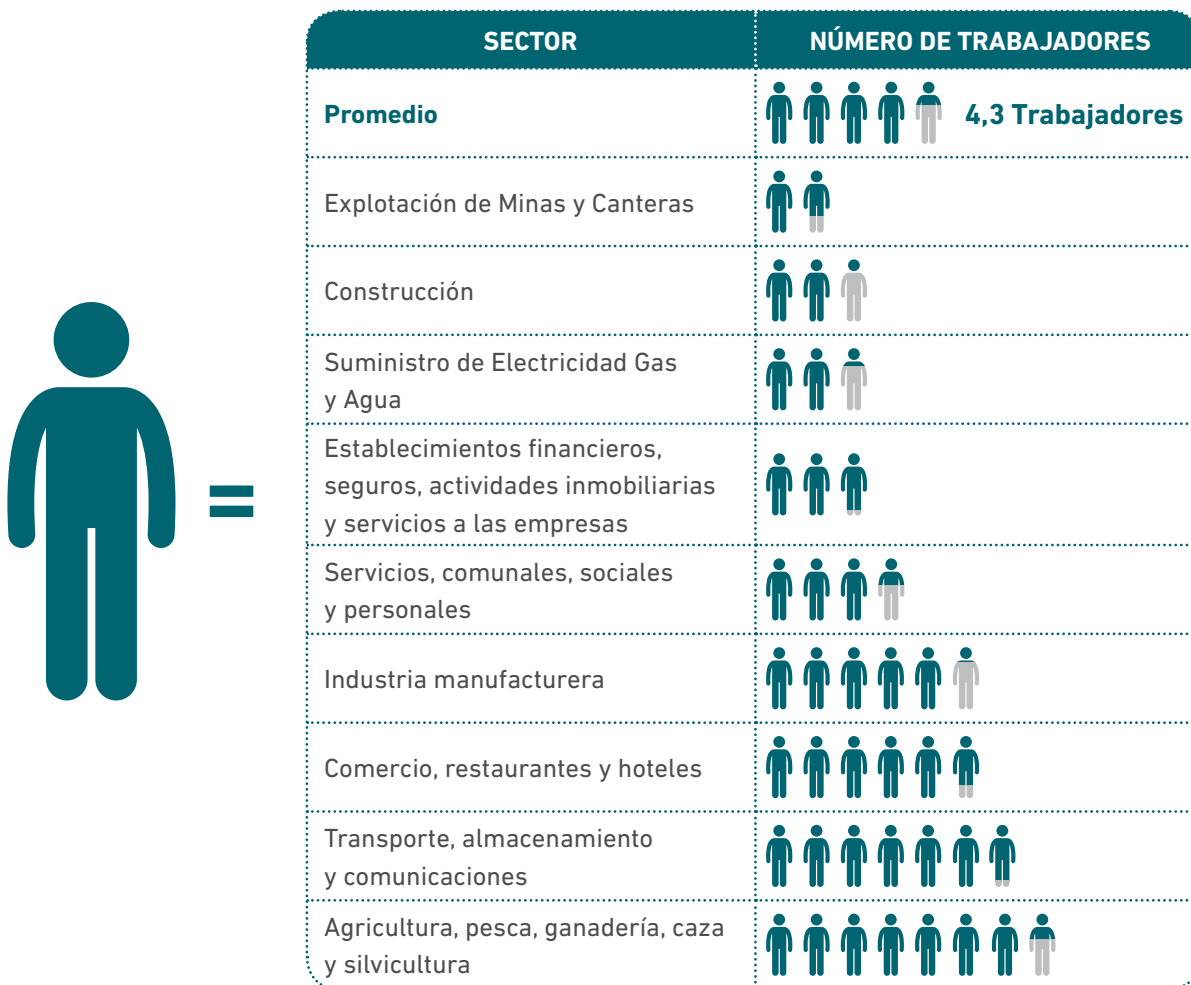 SECTOR
NÚMERO DE TRABAJADORES
Promedio
4,3 Trabajadores
Explotación de Minas y Canteras
Construcción
Suministro de Electricidad Gas
y Agua
Establecimientos financieros,
seguros, actividades inmobiliarias
y servicios a las empresas
Servicios, comunales, sociales
y personales
Industria manufacturera
Comercio, restaurantes y hoteles
Transporte, almacenamiento
y comunicaciones
Agricultura, pesca, ganadería, caza
y silvicultura
=